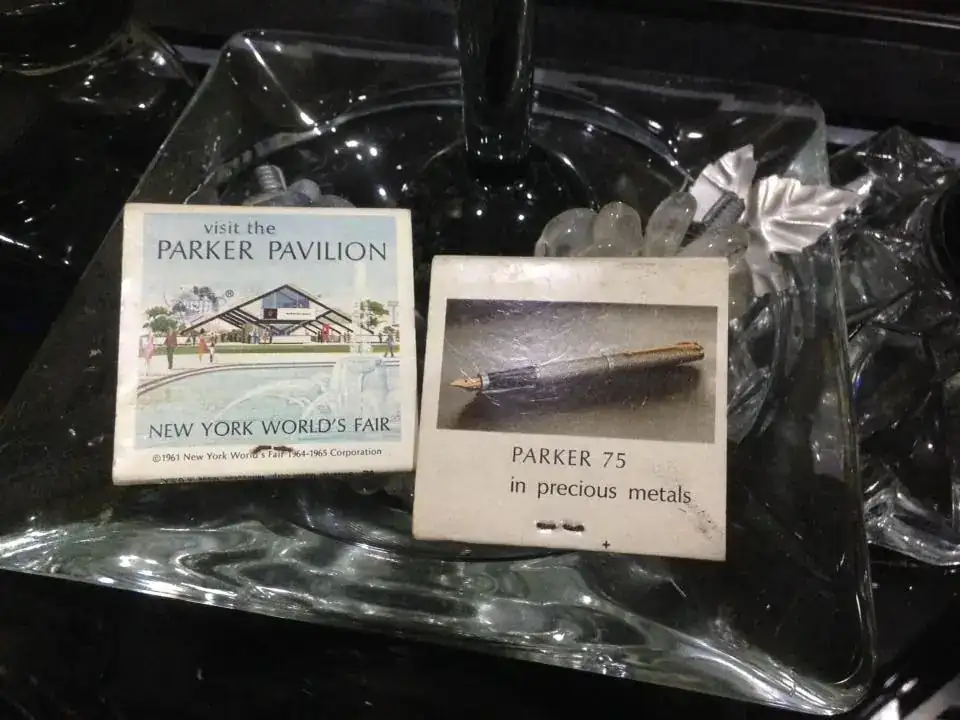 visit the
PARKER PAVILION
®
NEW YORK WORLD'S FAIR
©1961 New York World's Fair 1964-1965 Corporation
PARKER 75
in precious metals